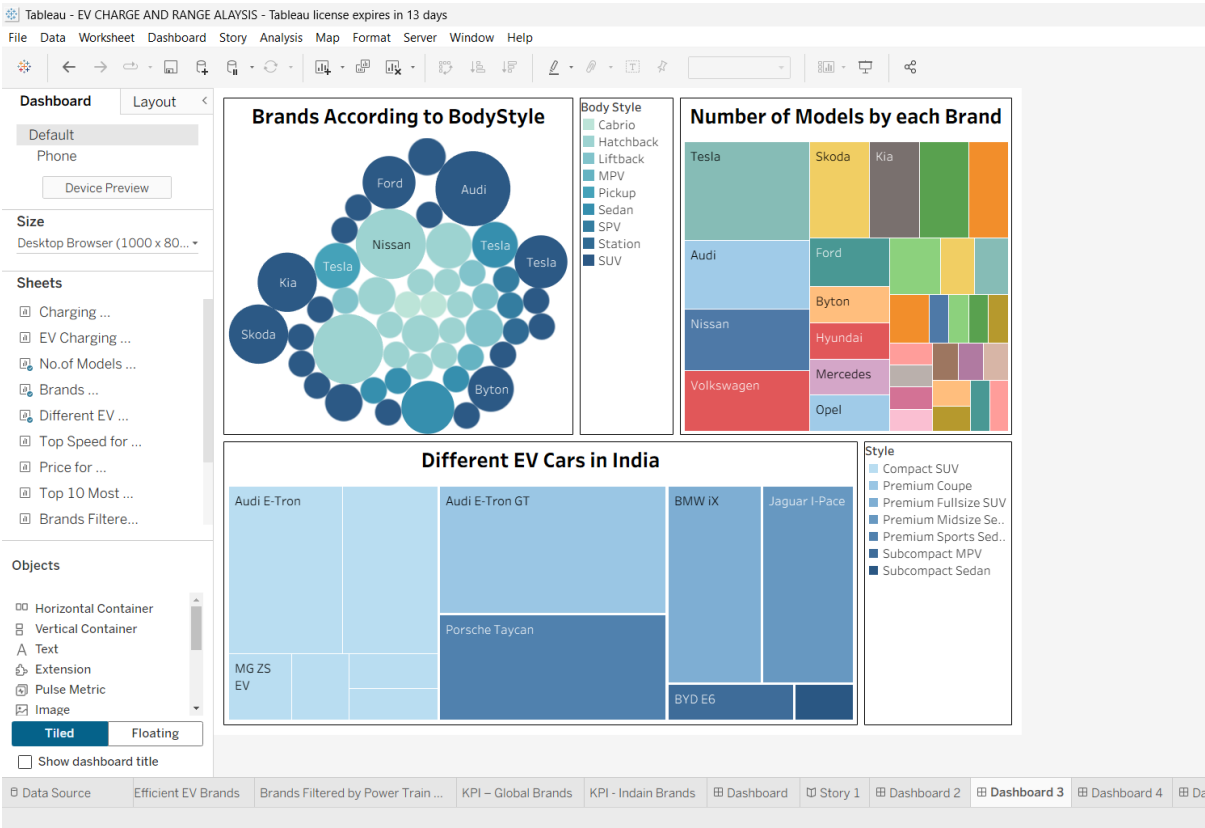 Tableau - EV CHARGE AND RANGE ALAYSIS - Tableau license expires in 13 days
File Data Worksheet Dashboard Story Analysis Map Format Server Window Help
Dashboard Layout
Default
Phone
Device Preview
Size
Desktop Browser (1000 x 80...
Sheets
Charging ...
EV Charging ...
No.of Models ...
Brands ...
Different EV ...
Top Speed for ...
Price for ...
Top 10 Most ...
Brands Filtere...
Objects
Horizontal Container
Vertical Container
Text
Extension
Pulse Metric
Image
Tiled Floating
Show dashboard title
Brands According to BodyStyle
Ford
Audi
Nissan
Tesla
Tesla
Tesla
Kia
Skoda
Byton
Body Style
Cabrio
Hatchback
Liftback
MPV
Pickup
Sedan
SPV
Station
SUV
Number of Models by each Brand
Tesla
Skoda
Kia
Audi
Ford
Byton
Nissan
Hyundai
Mercedes
Volkswagen
Opel
Different EV Cars in India
Audi E-Tron
Audi E-Tron GT
BMW iX
Jaguar I-Pace
Porsche Taycan
MG ZS
EV
BYD E6
Style
Compact SUV
Premium Coupe
Premium Fullsize SUV
Premium Midsize Se..
Premium Sports Sed..
Subcompact MPV
Subcompact Sedan
Data Source Efficient EV Brands Brands Filtered by Power Train ... KPI – Global Brands KPI - Indain Brands Dashboard Story 1 Dashboard 2 Dashboard 3 Dashboard 4 Da